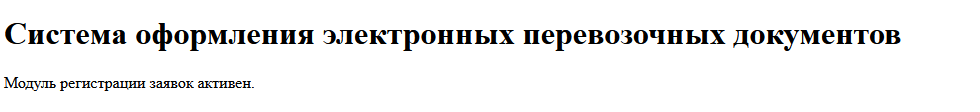 Система оформления электронных перевозочных документов
Модуль регистрации заявок активен.